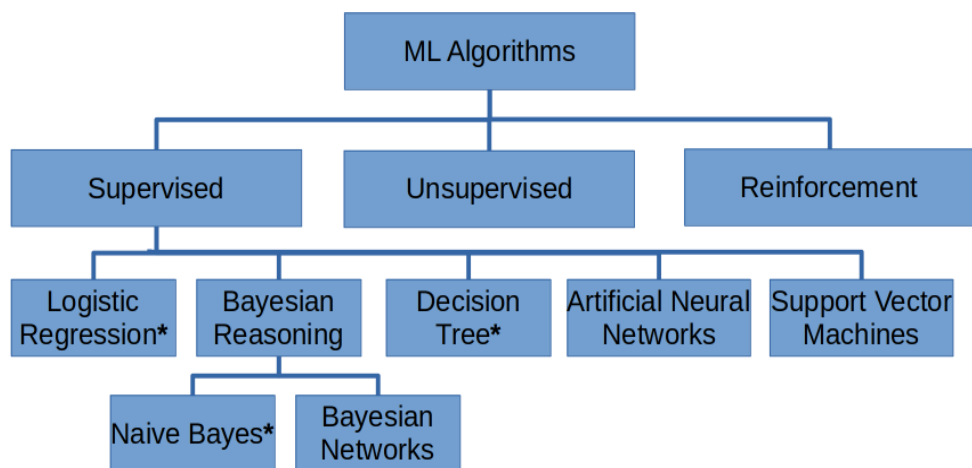 ML Algorithms
Supervised
Unsupervised
Reinforcement
Logistic
Regression*
Bayesian
Reasoning
Decision
Tree*
Artificial Neural
Networks
Support Vector
Machines
Naive Bayes*
Bayesian
Networks